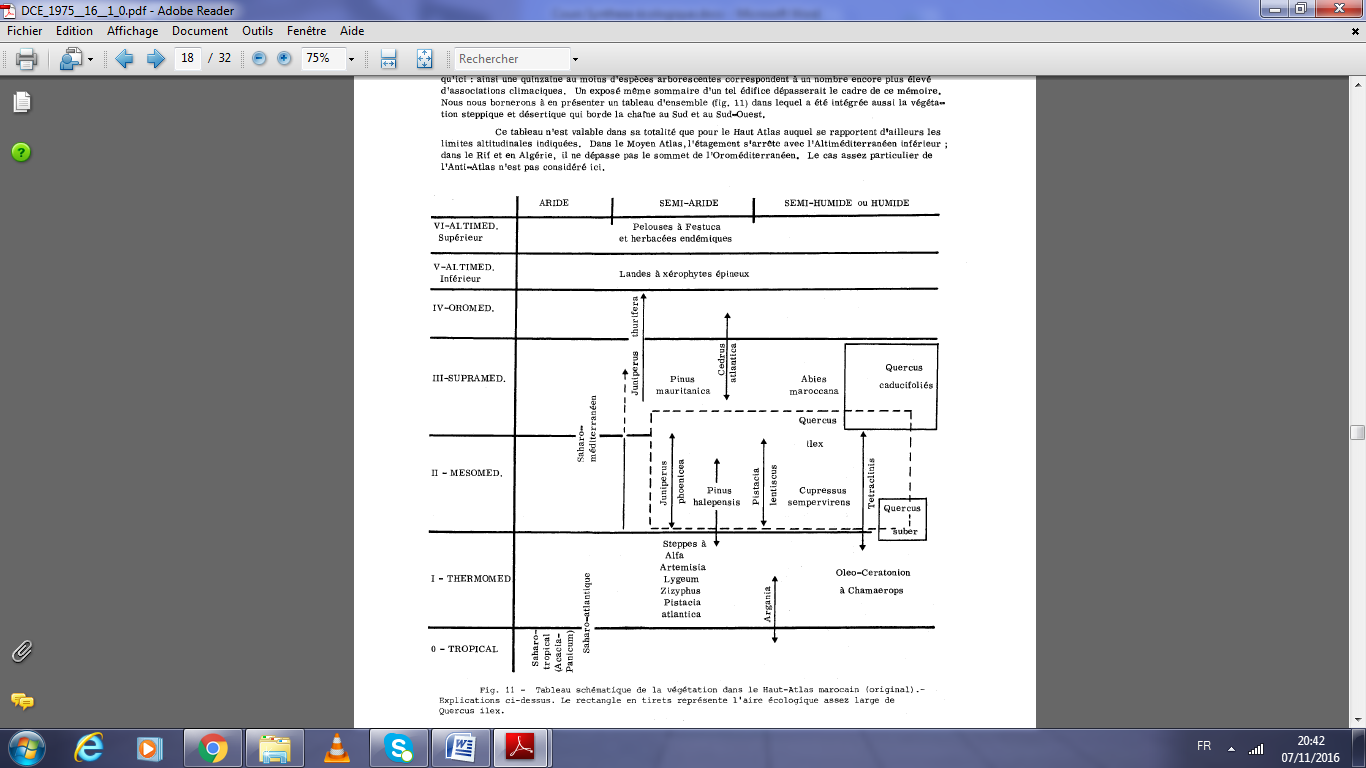 DCE_1975__16__1_0.pdf - Adobe Reader
Fichier Edition Affichage Document Outils Fenêtre Aide
18 / 32 75% Rechercher
qu'ici : ainsi une quinzaine au moins d'espèces arborescentes correspondent à un nombre encore plus élevé
d'associations climaciques. Un exposé même sommaire d'un tel édifice dépasserait le cadre de ce mémoire.
Nous nous bornerons à en présenter un tableau d'ensemble (fig. 11) dans lequel a été intégrée aussi la végéta-
tion steppique et désertique qui borde la chaîne au Sud et au Sud-Ouest.
Ce tableau n'est valable dans sa totalité que pour le Haut Atlas auquel se rapportent d'ailleurs les
limites altitudinales indiquées. Dans le Moyen Atlas, l'étagement s'arrête avec l'Altiméditerranéen inférieur ;
dans le Rif et en Algérie, il ne dépasse pas le sommet de l'Oroméditerranéen. Le cas assez particulier de
l'Anti-Atlas n'est pas considéré ici.
ARIDE SEMI-ARIDE SEMI-HUMIDE ou HUMIDE
VI-ALTIMED.
Supérieur
Pelouses à Festuca
et herbacées endémiques
V-ALTIMED.
Inférieur
Landes à xérophytes épineux
IV-OROMED.
Juniperus thurifera
Cedrus
atlantica
III-SUPRAMED.
Pinus
mauritanica
Abies
maroccana
Quercus
caducifoliés
Saharo-
méditerranéen
Quercus
ilex
II - MESOMED.
Juniperus
phoenicea
Pinus
halepensis
Pistacia
lentiscus
Cupressus
sempervirens
Tetraclinis
Quercus
suber
I - THERMOMED
Saharo-atlantique
Steppes à
Alfa
Artemisia
Lygeum
Zizyphus
Pistacia
atlantica
Argania
Oleo-Ceratonion
à Chamaerops
0 - TROPICAL
Saharo-
tropical
(Acacia-
Panicum)
Fig. 11 - Tableau schématique de la végétation dans le Haut-Atlas marocain (original).-
Explications ci-dessus. Le rectangle en tirets représente l'aire écologique assez large de
Quercus ilex.
FR
20:42
07/11/2016